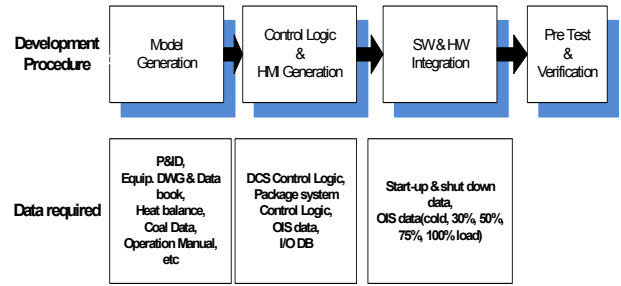 Development
Procedure
Model
Generation
Control Logic
&
HMI Generation
SW & HW
Integration
Pre Test
&
Verification
Data required
P&ID,
Equip. DWG & Data
book,
Heat balance,
Coal Data,
Operation Manual,
etc
DCS Control Logic,
Package system
Control Logic,
OIS data,
I/O DB
Start-up & shut down
data,
OIS data(cold, 30%, 50%,
75%, 100% load)